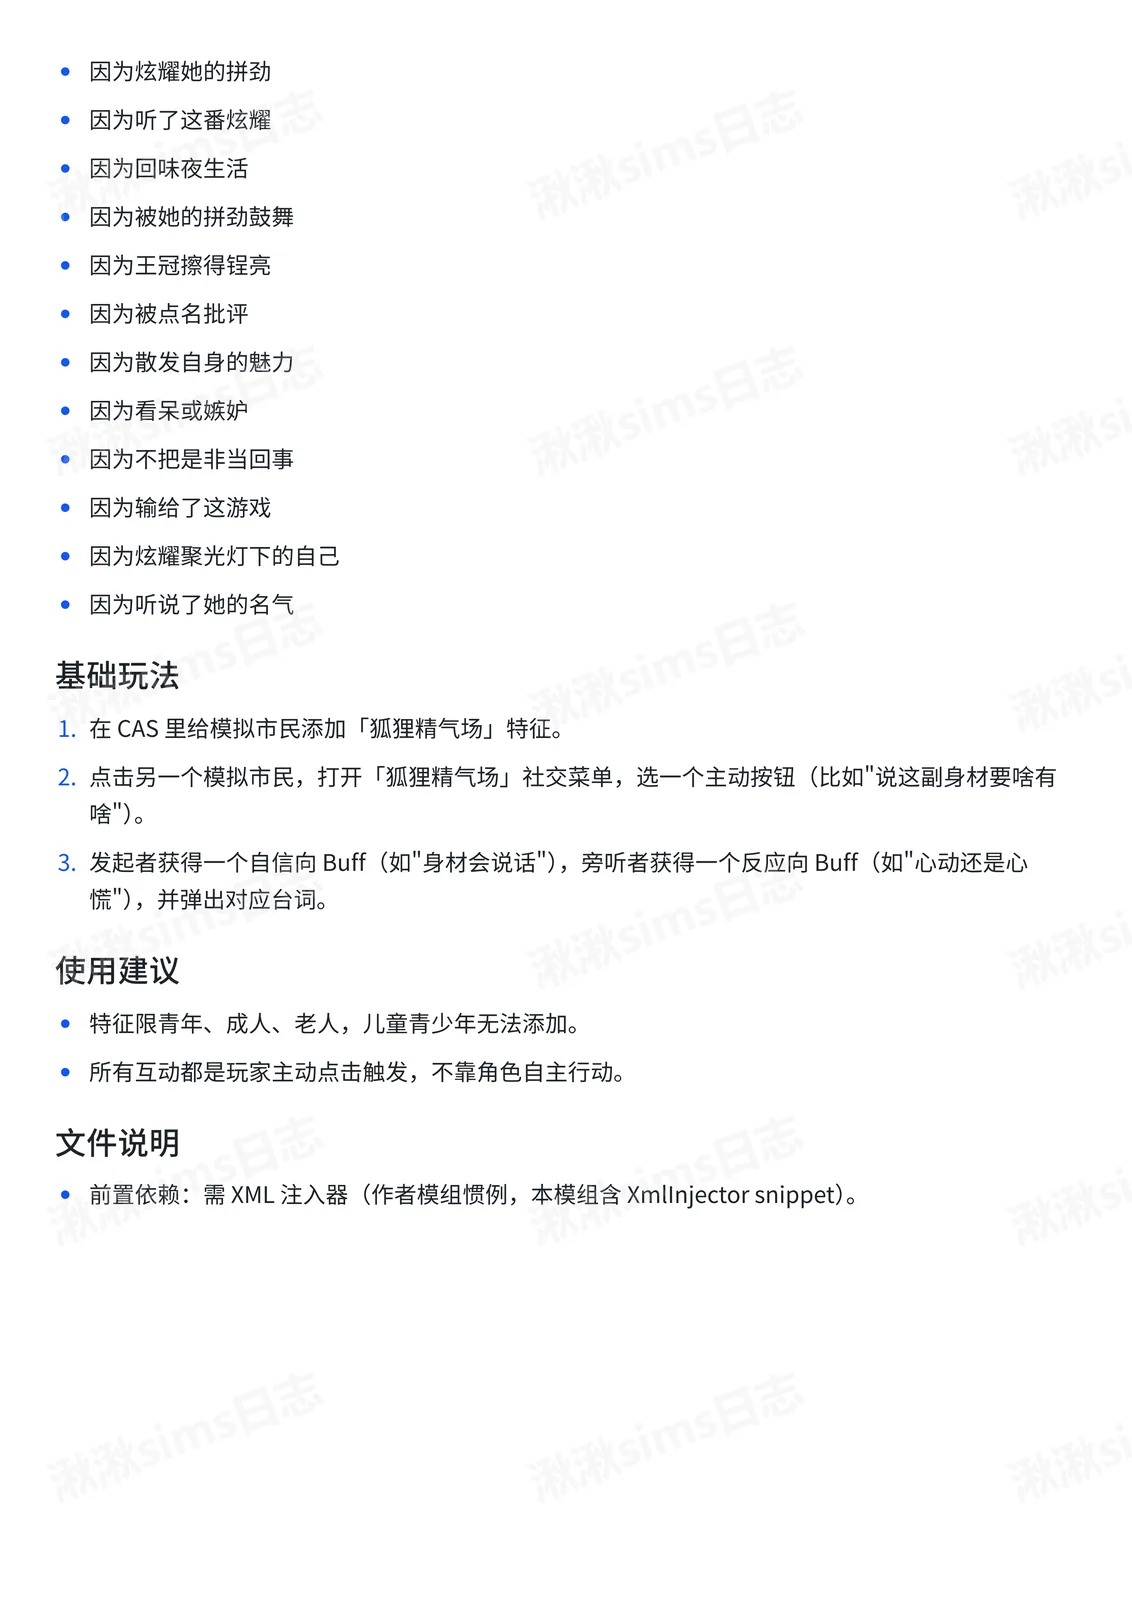 因为炫耀她的拼劲
因为听了这番炫耀
因为回味夜生活
因为被她的拼劲鼓舞
因为王冠擦得锃亮
因为被点名批评
因为散发自身的魅力
因为看呆或嫉妒
因为不把是非当回事
因为输给了这游戏
因为炫耀聚光灯下的自己
因为听说了她的名气
基础玩法
1. 在 CAS 里给模拟市民添加「狐狸精气场」特征。
2. 点击另一个模拟市民，打开「狐狸精气场」社交菜单，选一个主动按钮（比如"说这副身材要啥有
啥"）。
3. 发起者获得一个自信向 Buff（如"身材会说话"），旁听者获得一个反应向 Buff（如"心动还是心
慌"），并弹出对应台词。
使用建议
特征限青年、成人、老人，儿童青少年无法添加。
所有互动都是玩家主动点击触发，不靠角色自主行动。
文件说明
前置依赖：需 XML 注入器（作者模组惯例，本模组含 XmlInjector snippet）。
湫湫sims日志